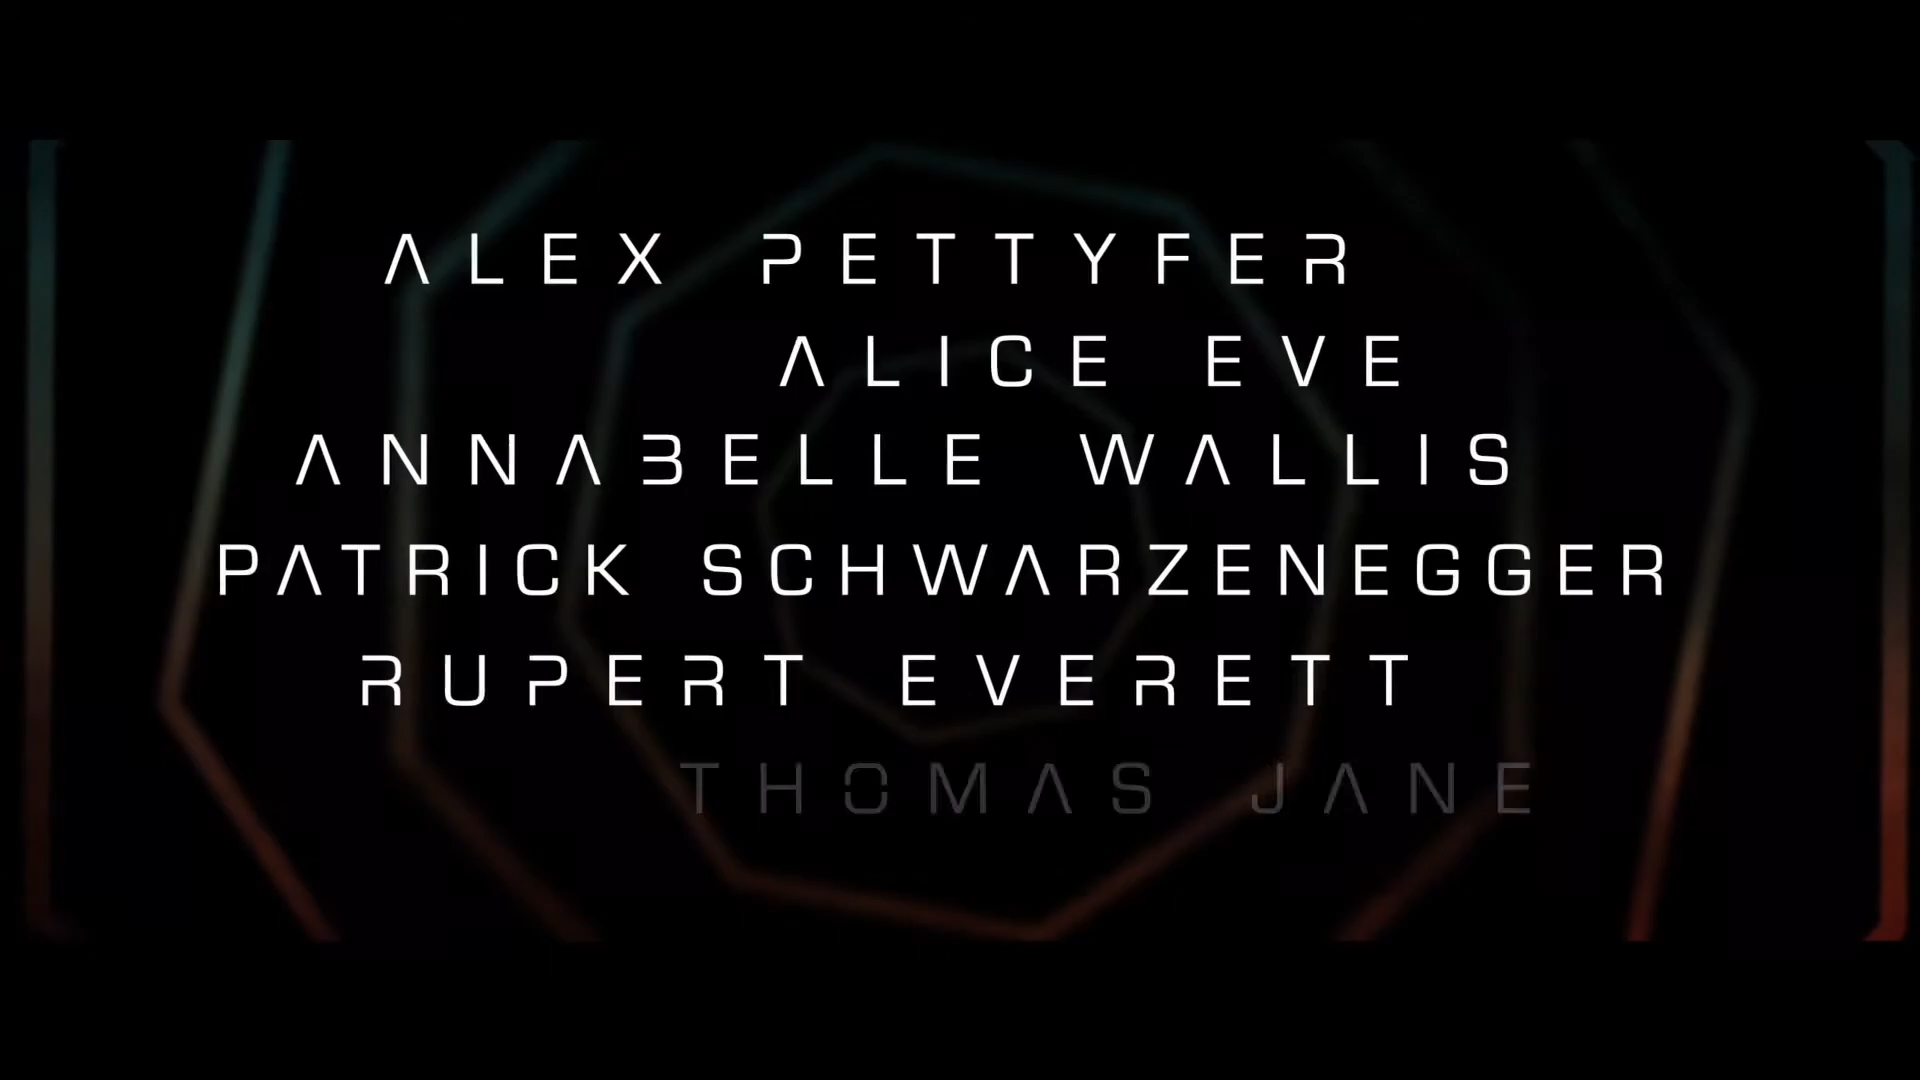 ALEX PETTYFER
ALICE EVE
ANNABELLE WALLIS
PATRICK SCHWARZENEGGER
RUPERT EVERETT
THOMAS JANE